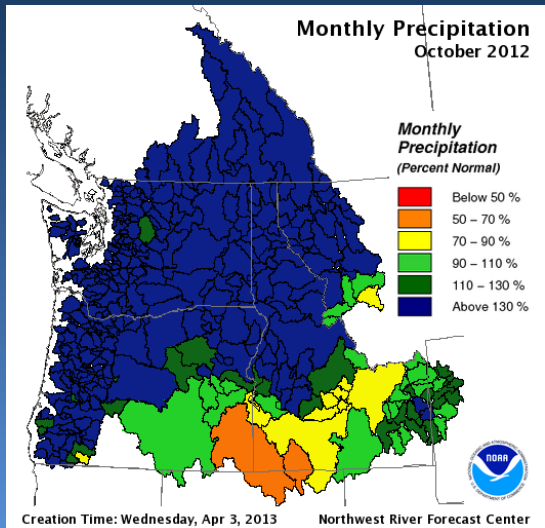 Monthly Precipitation
October 2012
Monthly
Precipitation
(Percent Normal)
Below 50 %
50 – 70 %
70 – 90 %
90 – 110 %
110 – 130 %
Above 130 %
NOAA
Creation Time: Wednesday, Apr 3, 2013
Northwest River Forecast Center